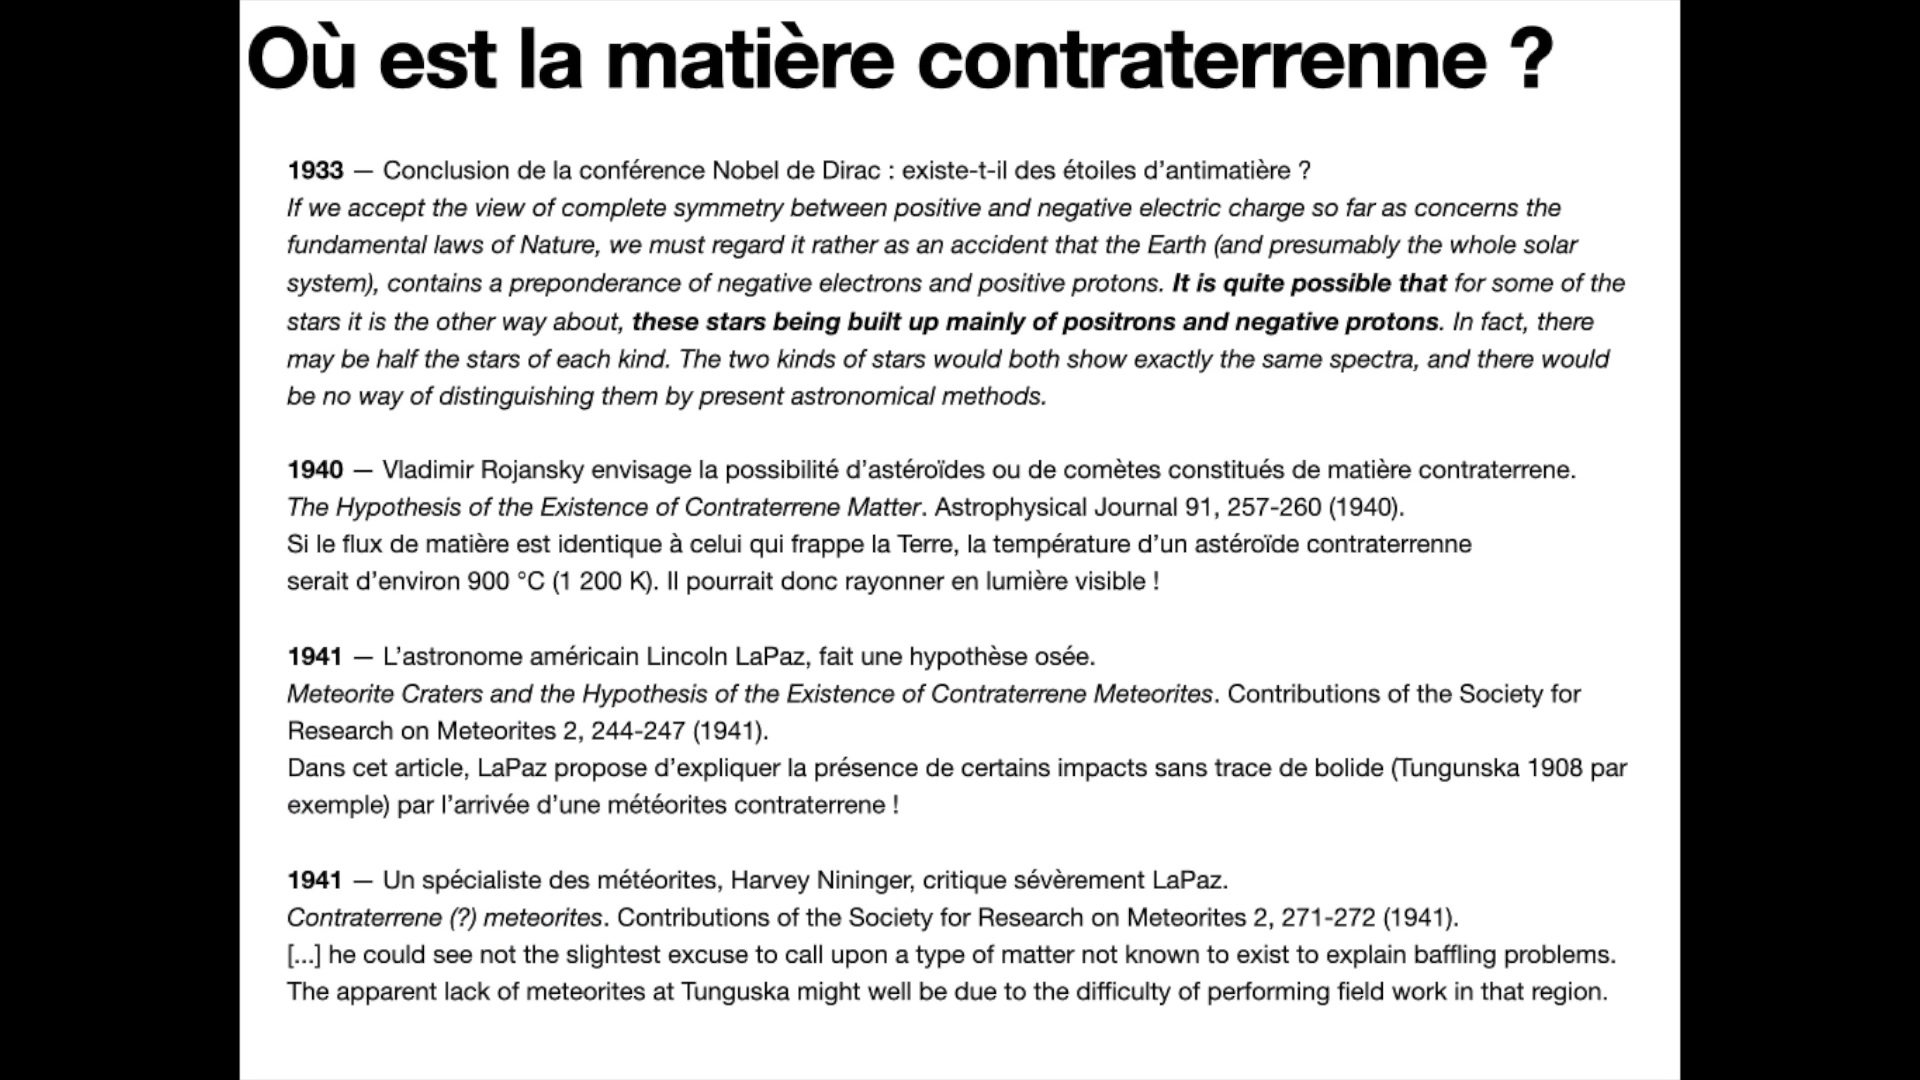 Où est la matière contraterrenne ?
1933 — Conclusion de la conférence Nobel de Dirac : existe-t-il des étoiles d’antimatière ?
If we accept the view of complete symmetry between positive and negative electric charge so far as concerns the
fundamental laws of Nature, we must regard it rather as an accident that the Earth (and presumably the whole solar
system), contains a preponderance of negative electrons and positive protons. It is quite possible that for some of the
stars it is the other way about, these stars being built up mainly of positrons and negative protons. In fact, there
may be half the stars of each kind. The two kinds of stars would both show exactly the same spectra, and there would
be no way of distinguishing them by present astronomical methods.
1940 — Vladimir Rojansky envisage la possibilité d’astéroïdes ou de comètes constitués de matière contraterrene.
The Hypothesis of the Existence of Contraterrene Matter. Astrophysical Journal 91, 257-260 (1940).
Si le flux de matière est identique à celui qui frappe la Terre, la température d’un astéroïde contraterrenne
serait d’environ 900 °C (1 200 K). Il pourrait donc rayonner en lumière visible !
1941 — L’astronome américain Lincoln LaPaz, fait une hypothèse osée.
Meteorite Craters and the Hypothesis of the Existence of Contraterrene Meteorites. Contributions of the Society for
Research on Meteorites 2, 244-247 (1941).
Dans cet article, LaPaz propose d’expliquer la présence de certains impacts sans trace de bolide (Tungunska 1908 par
exemple) par l’arrivée d’une météorites contraterrene !
1941 — Un spécialiste des météorites, Harvey Nininger, critique sévèrement LaPaz.
Contraterrene (?) meteorites. Contributions of the Society for Research on Meteorites 2, 271-272 (1941).
[...] he could see not the slightest excuse to call upon a type of matter not known to exist to explain baffling problems.
The apparent lack of meteorites at Tunguska might well be due to the difficulty of performing field work in that region.